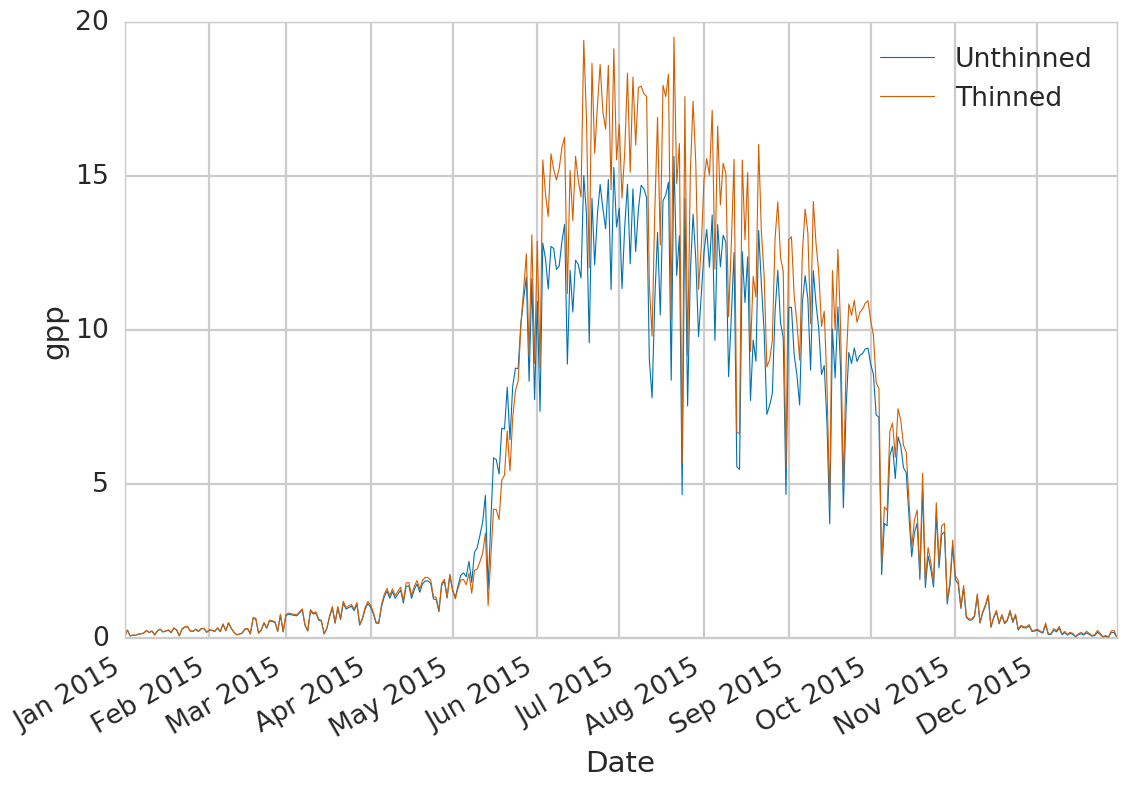 20
15
10
5
0
gpp
Unthinned
Thinned
Jan 2015
Feb 2015
Mar 2015
Apr 2015
May 2015
Jun 2015
Jul 2015
Aug 2015
Sep 2015
Oct 2015
Nov 2015
Dec 2015
Date